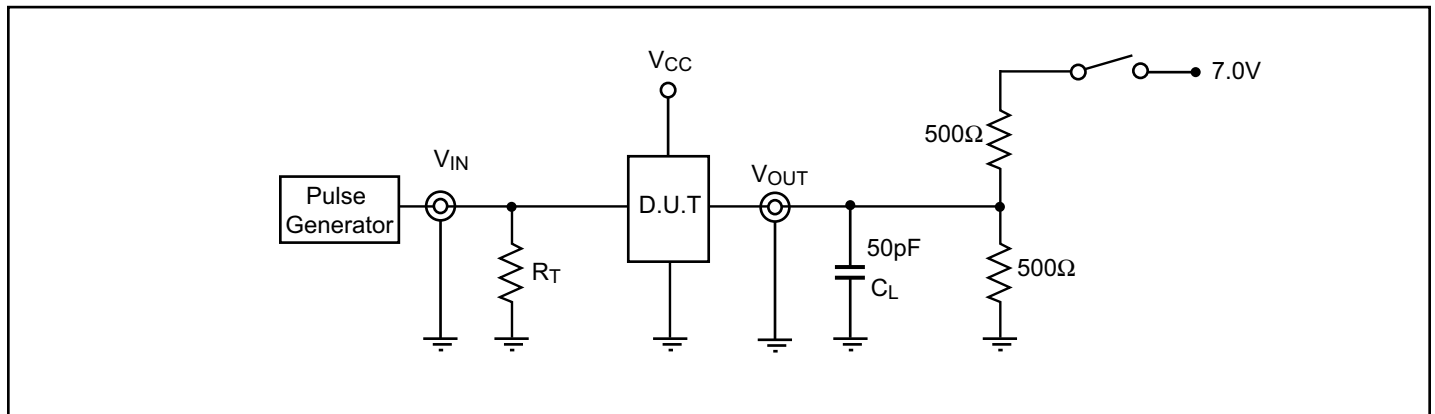 VCC
7.0V
500Ω
VIN
VOUT
Pulse
Generator
D.U.T
50pF
RT
CL
500Ω